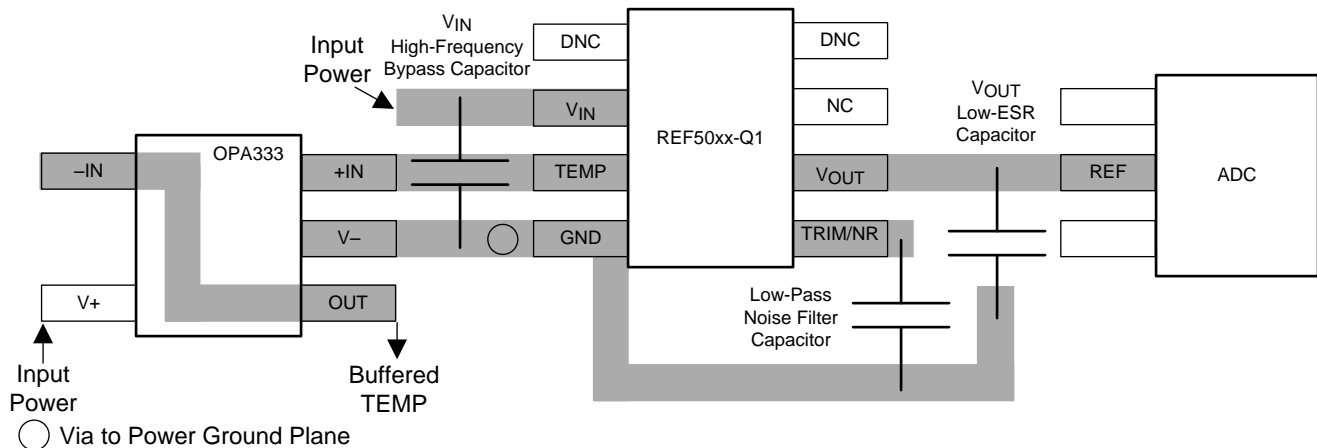 Input
Power
VIN
High-Frequency
Bypass Capacitor
DNC
DNC
VIN
NC
REF50xx-Q1
VOUT
Low-ESR
Capacitor
OPA333
–IN
+IN
TEMP
VOUT
REF
ADC
V–
GND
TRIM/NR
V+
OUT
Low-Pass
Noise Filter
Capacitor
Input
Power
Buffered
TEMP
Via to Power Ground Plane